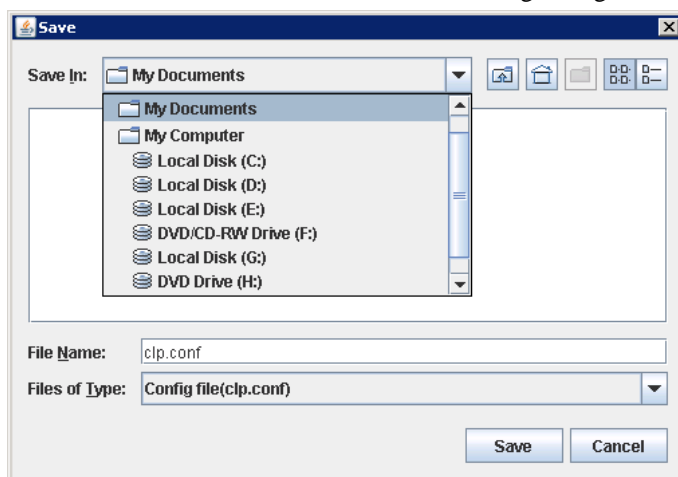 Save
Save In: My Documents
My Documents
My Computer
Local Disk (C:)
Local Disk (D:)
Local Disk (E:)
DVD/CD-RW Drive (F:)
Local Disk (G:)
DVD Drive (H:)
File Name: clp.conf
Files of Type: Config file(clp.conf)
Save Cancel